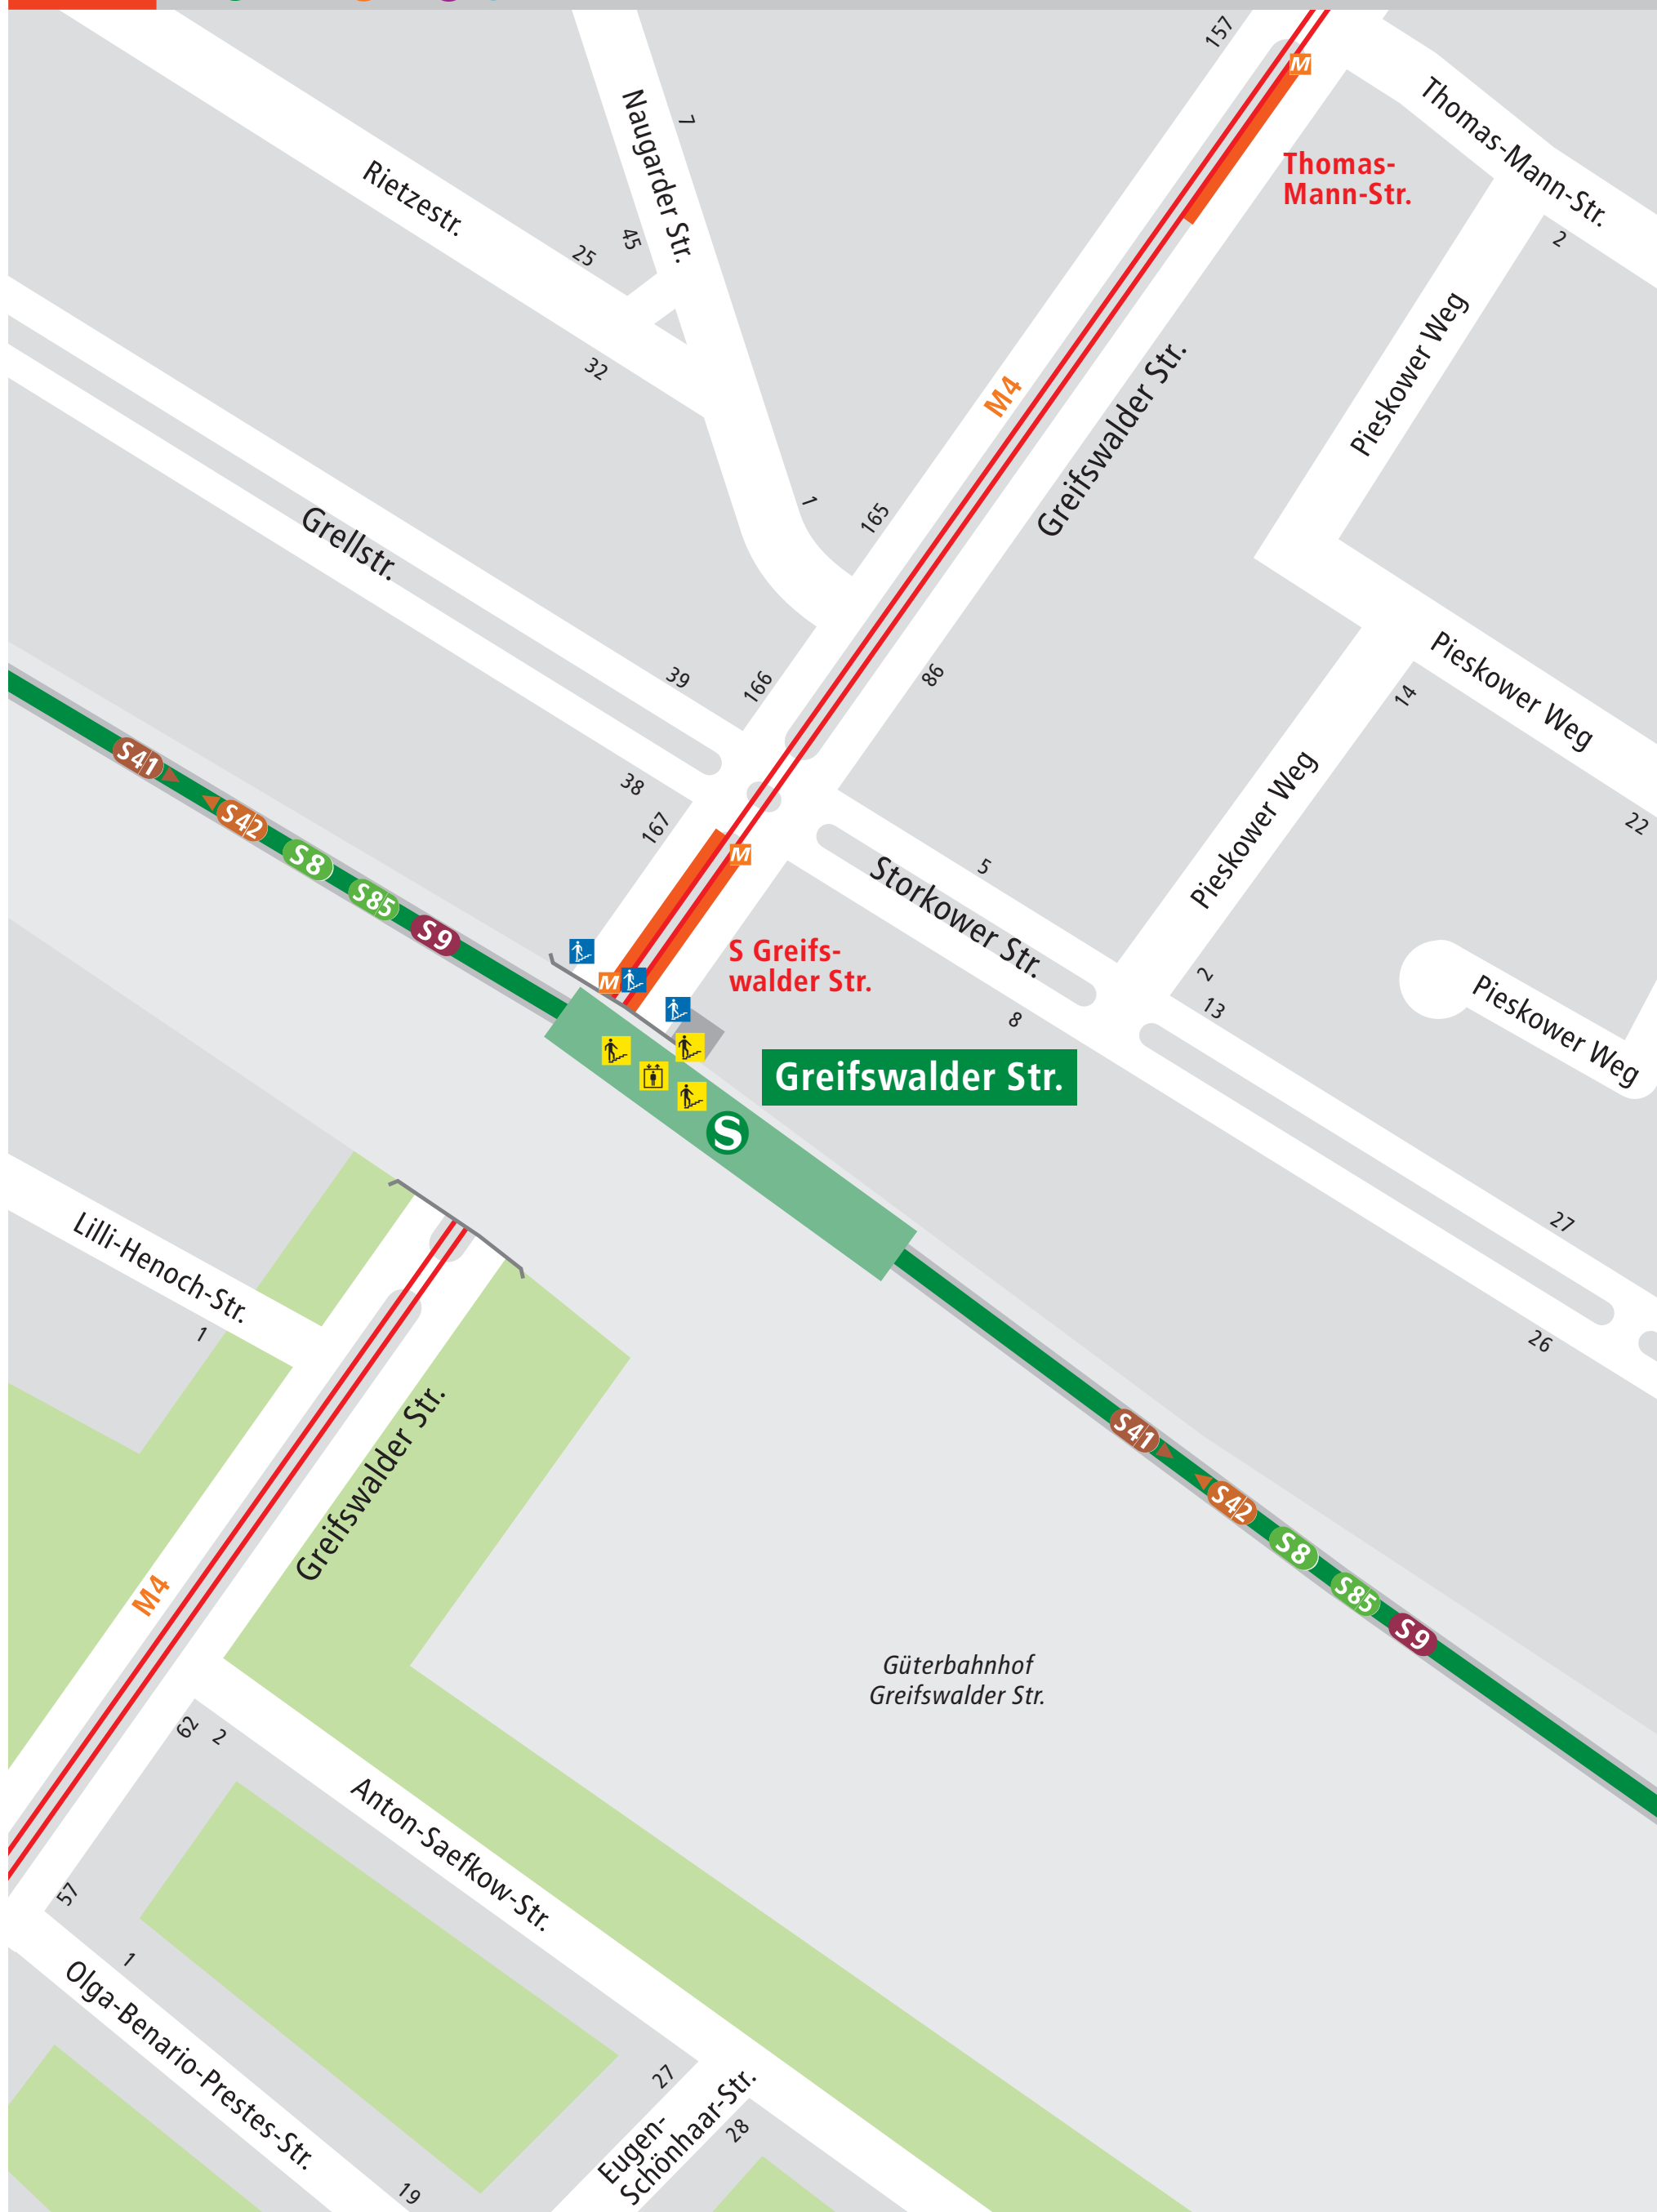 157
M
Thomas-Mann-Str.
Naugarder Str.
7
Thomas-
Mann-Str.
Rietzestr.
45
25
2
32
M4
Greifswalder Str.
Pieskower Weg
Grellstr.
1
165
39
166
86
Pieskower Weg
14
S41
S42
S8
S85
S9
38
167
M
Pieskower Weg
22
Storkower Str.
5
S Greifs-
walder Str.
M
2
13
8
Pieskower Weg
Greifswalder Str.
S
Lilli-Henoch-Str.
1
27
26
Greifswalder Str.
S41
S42
S8
S85
S9
M4
Güterbahnhof
Greifswalder Str.
62
2
Anton-Saefkow-Str.
57
1
Olga-Benario-Prestes-Str.
27
Eugen-
Schönhaar-Str.
28
19